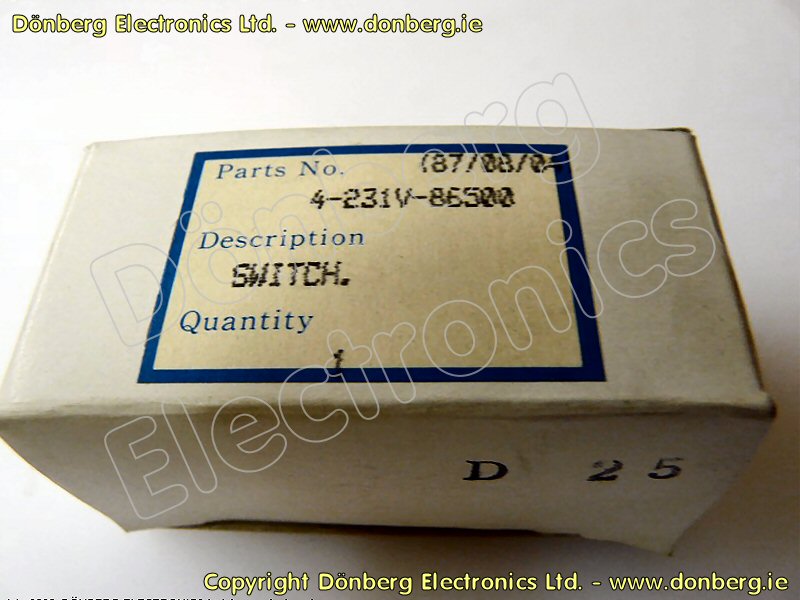 Dönberg Electronics Ltd. - www.donberg.ie
Parts No. (87/08/04
4-231V-86500
Description
SWITCH.
Quantity
1
Dönberg
Electronics
D 25
Copyright Dönberg Electronics Ltd. - www.donberg.ie